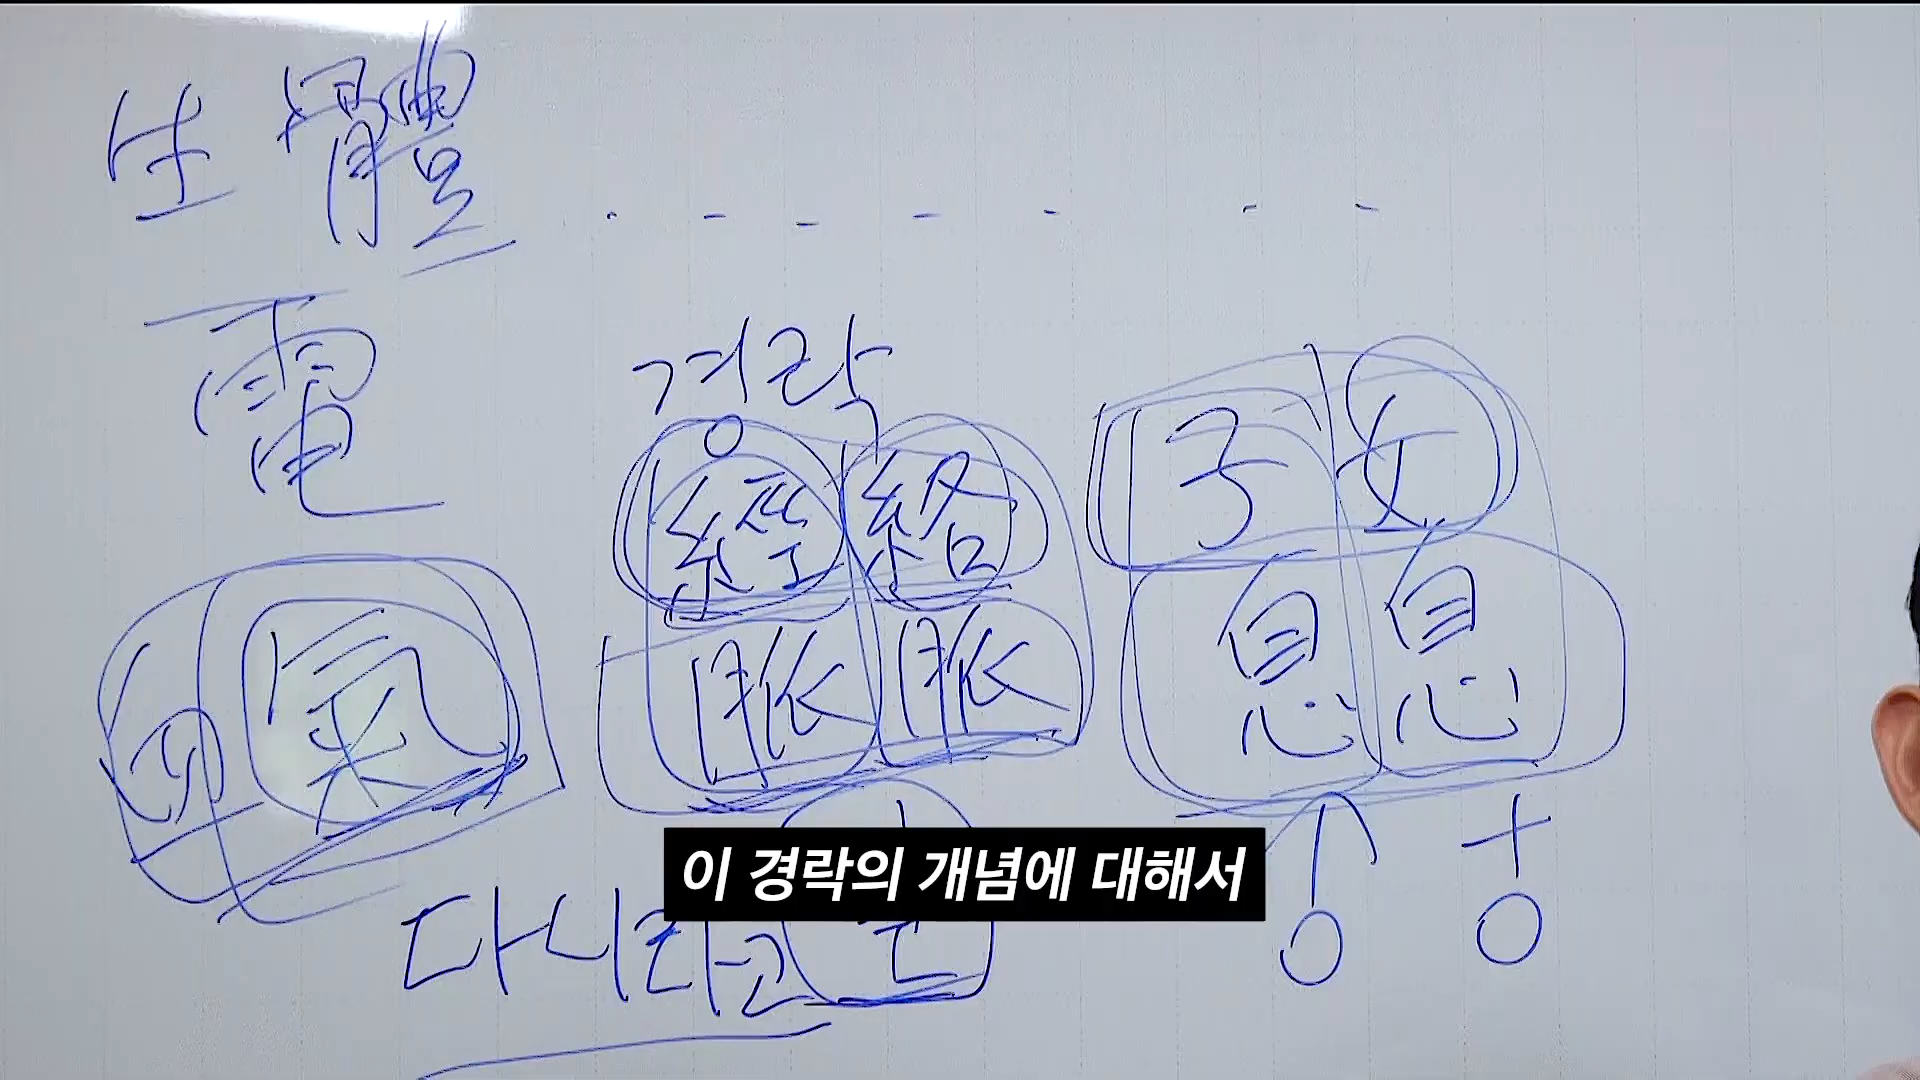 生體
電
경락
經 絡 子 女
氣 脈 脈 息 息
이 경락의 개념에 대해서
다니라고